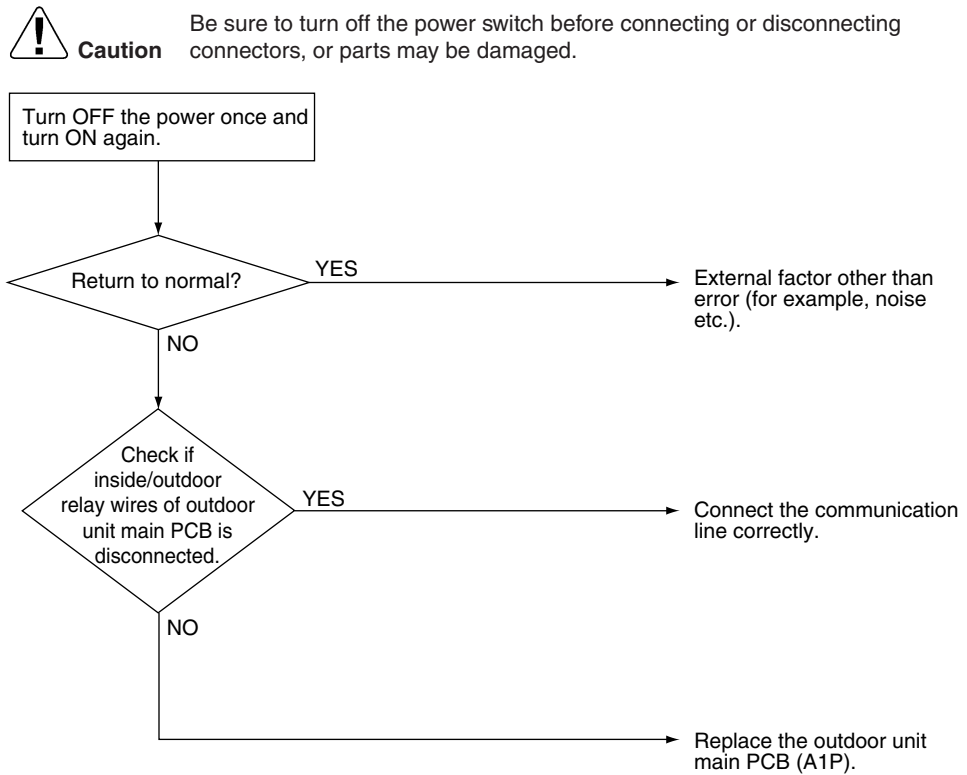 Be sure to turn off the power switch before connecting or disconnecting
Caution connectors, or parts may be damaged.
Turn OFF the power once and
turn ON again.
Return to normal?
YES
External factor other than
error (for example, noise
etc.).
NO
Check if
inside/outdoor
relay wires of outdoor
unit main PCB is
disconnected.
YES
Connect the communication
line correctly.
NO
Replace the outdoor unit
main PCB (A1P).